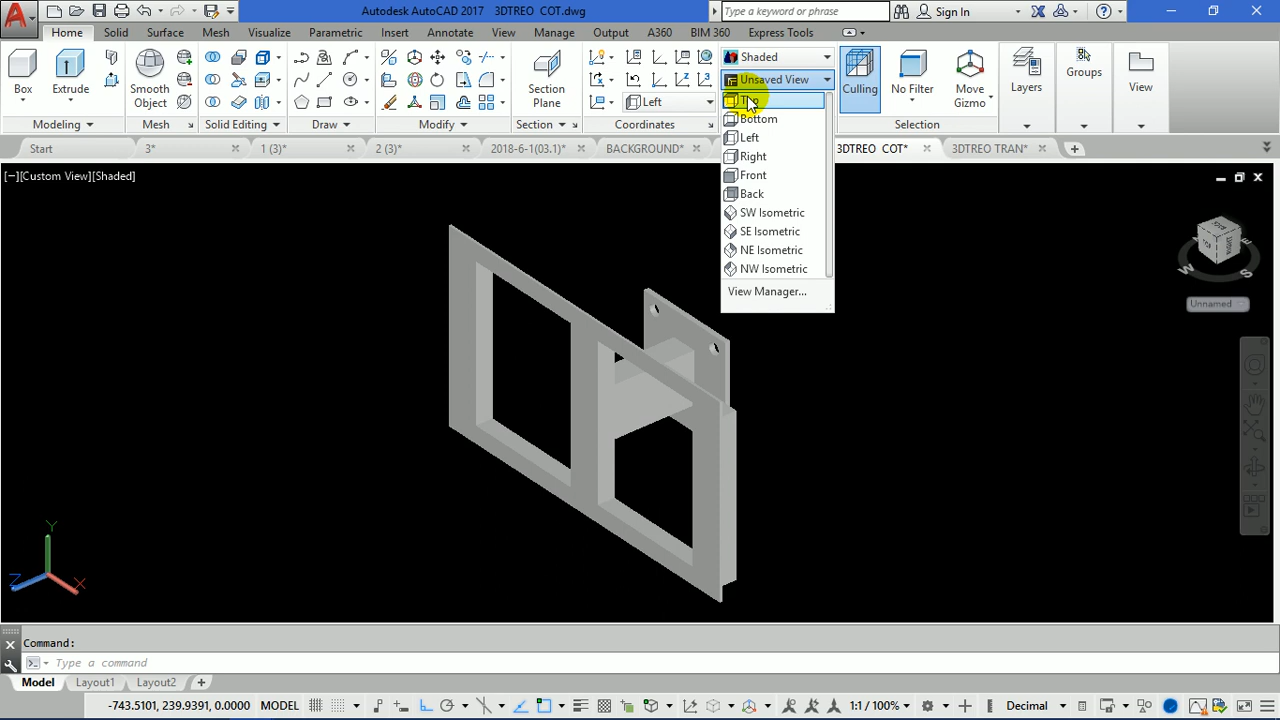 Autodesk AutoCAD 2017 3DTREO COT.dwg
Type a keyword or phrase
Sign In
Home Solid Surface Mesh Visualize Parametric Insert Annotate View Manage Output A360 BIM 360 Express Tools
Shaded
Unsaved View
Left
Box Extrude
Smooth
Object
Section
Plane
Culling
No Filter
Move
Gizmo
Layers
Groups
View
Modeling
Mesh
Solid Editing
Draw
Modify
Section
Coordinates
Selection
Bottom
Left
Right
Front
Back
SW Isometric
SE Isometric
NE Isometric
NW Isometric
View Manager...
Start
3*
1 (3)*
2 (3)*
2018-6-1(03.1)*
BACKGROUND*
3DTREO COT*
3DTREO TRAN*
[−][Custom View][Shaded]
W
S
Unnamed
Y
Z
X
Command:
Type a command
Model Layout1 Layout2 +
-743.5101, 239.9391, 0.0000 MODEL
1:1 / 100%
Decimal